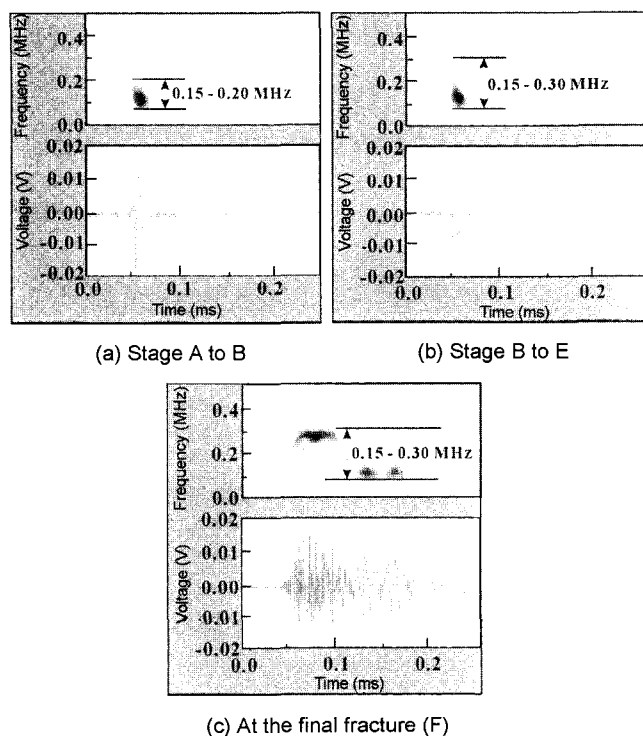 Frequency (MHz)
0.4
0.2
0.0
0.15 - 0.20 MHz
Voltage (V)
0.02
0.01
0.00
-0.01
-0.02
0.0 0.1 0.2
Time (ms)
(a) Stage A to B
Frequency (MHz)
0.4
0.2
0.0
0.15 - 0.30 MHz
Voltage (V)
0.02
0.01
0.00
-0.01
-0.02
0.0 0.1 0.2
Time (ms)
(b) Stage B to E
Frequency (MHz)
0.4
0.2
0.0
0.15 - 0.30 MHz
Voltage (V)
0.02
0.01
0.00
-0.01
-0.02
0.0 0.1 0.2
Time (ms)
(c) At the final fracture (F)